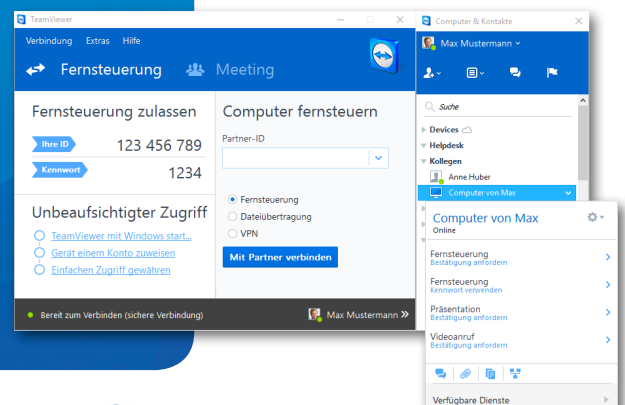 TeamViewer
Verbindung Extras Hilfe
Fernsteuerung Meeting
Fernsteuerung zulassen
Ihre ID 123 456 789
Kennwort 1234
Unbeaufsichtigter Zugriff
TeamViewer mit Windows start...
Gerät einem Konto zuweisen
Einfachen Zugriff gewähren
Computer fernsteuern
Partner-ID
Fernsteuerung
Dateiübertragung
VPN
Mit Partner verbinden
Bereit zum Verbinden (sichere Verbindung)
Max Mustermann
Computer & Kontakte
Max Mustermann
Suche
Devices
Helpdesk
Kollegen
Anne Huber
Computer von Max
Computer von Max
Online
Fernsteuerung
Bestätigung anfordern
Fernsteuerung
Kennwort verwenden
Präsentation
Bestätigung anfordern
Videoanruf
Bestätigung anfordern
Verfügbare Dienste